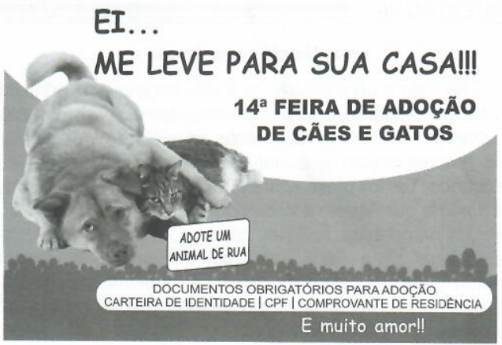 EI...
ME LEVE PARA SUA CASA!!!
14ª FEIRA DE ADOÇÃO
DE CÃES E GATOS
ADOTE UM
ANIMAL DE RUA
DOCUMENTOS OBRIGATÓRIOS PARA ADOÇÃO
CARTEIRA DE IDENTIDADE | CPF | COMPROVANTE DE RESIDÊNCIA
E muito amor!!